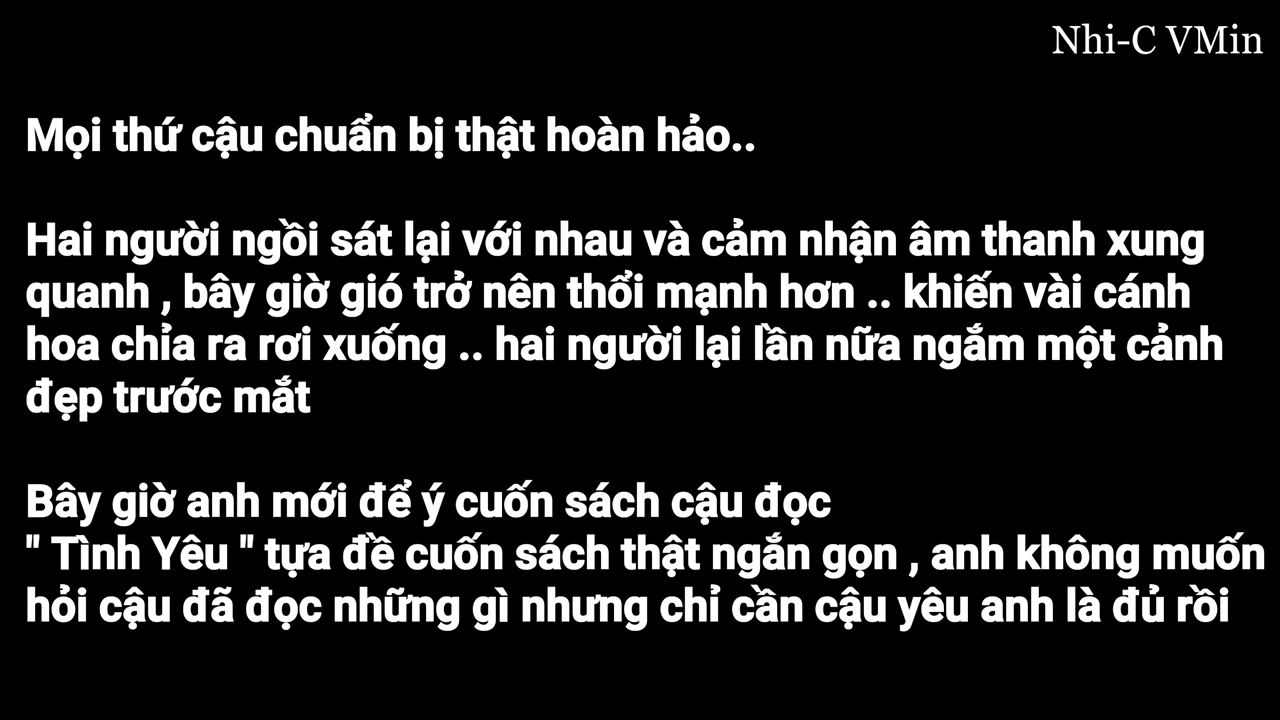 Nhi-C VMin
Mọi thứ cậu chuẩn bị thật hoàn hảo..
Hai người ngồi sát lại với nhau và cảm nhận âm thanh xung
quanh , bây giờ gió trở nên thổi mạnh hơn .. khiến vài cánh
hoa chỉa ra rơi xuống .. hai người lại lần nữa ngắm một cảnh
đẹp trước mắt
Bây giờ anh mới để ý cuốn sách cậu đọc
" Tình Yêu " tựa đề cuốn sách thật ngắn gọn , anh không muốn
hỏi cậu đã đọc những gì nhưng chỉ cần cậu yêu anh là đủ rồi